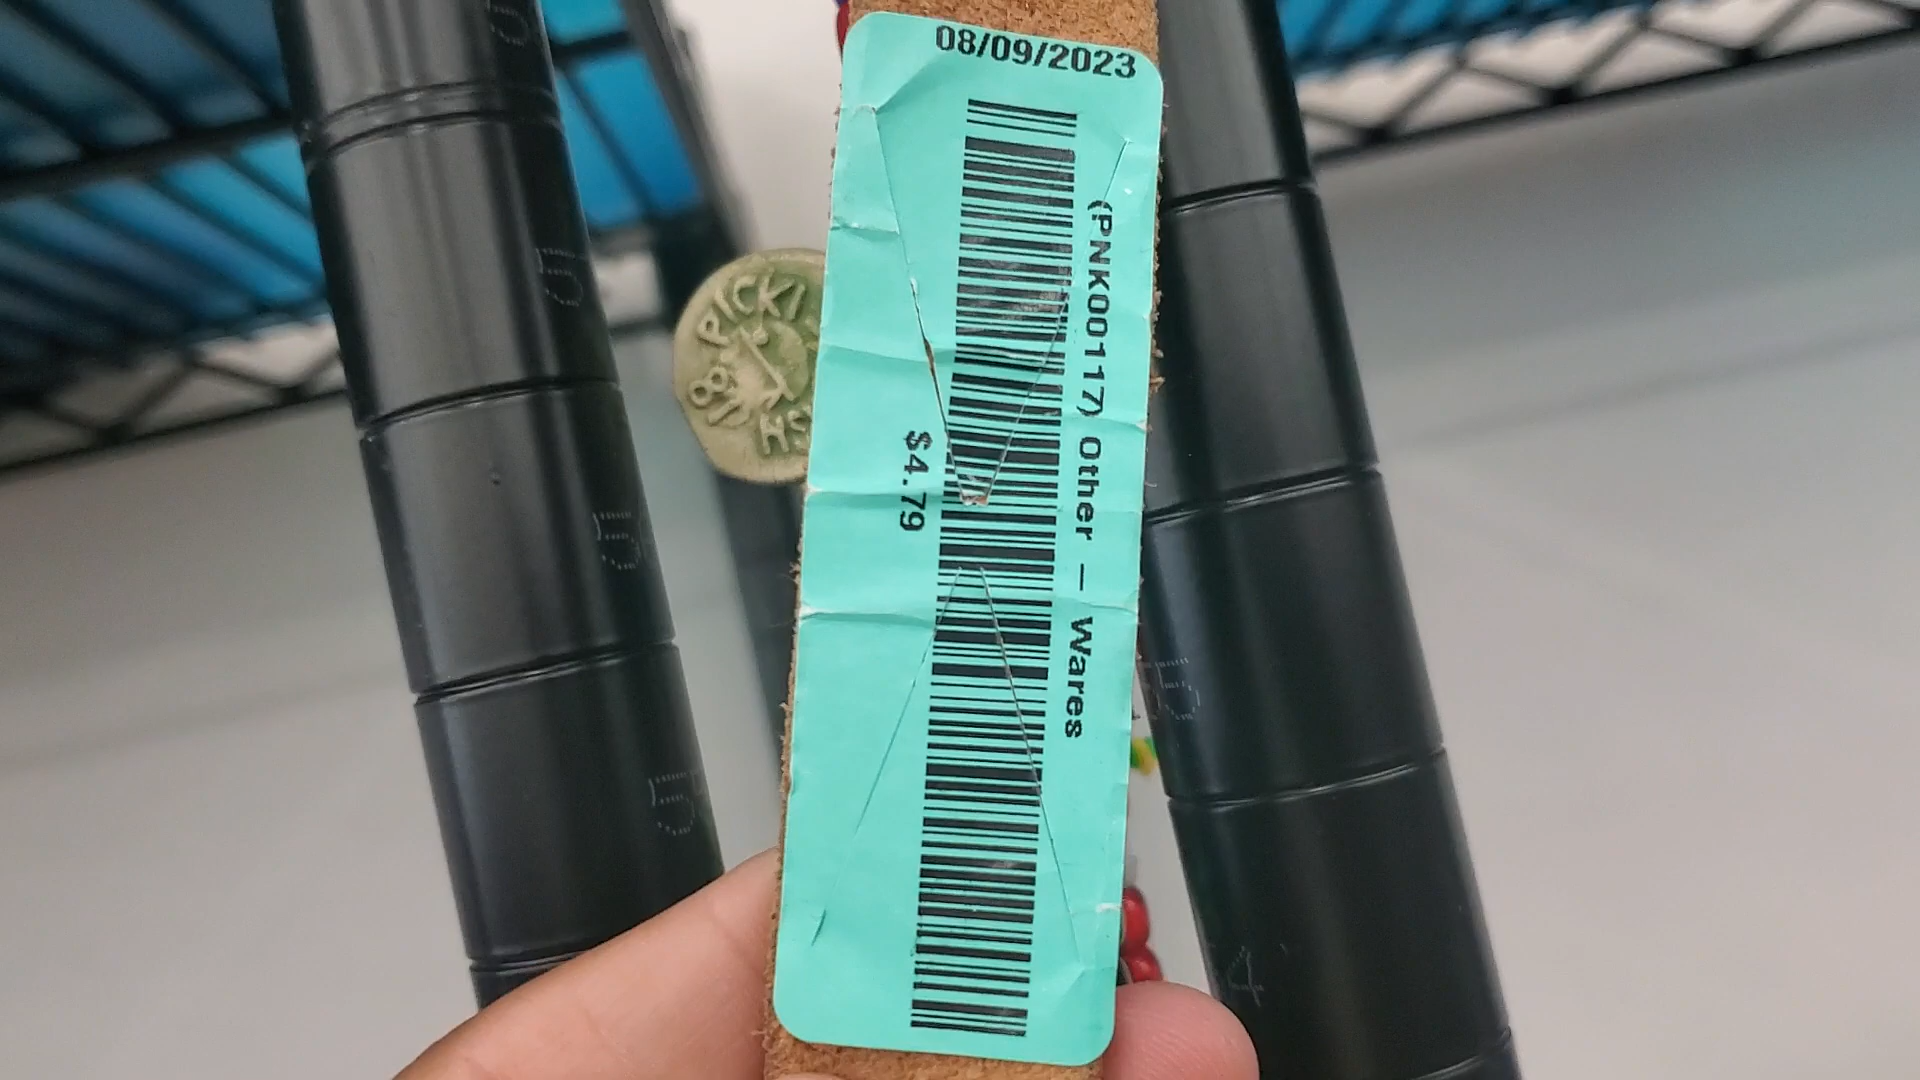 08/09/2023
(PNK00117) Other – Wares
$4.79
PICKI